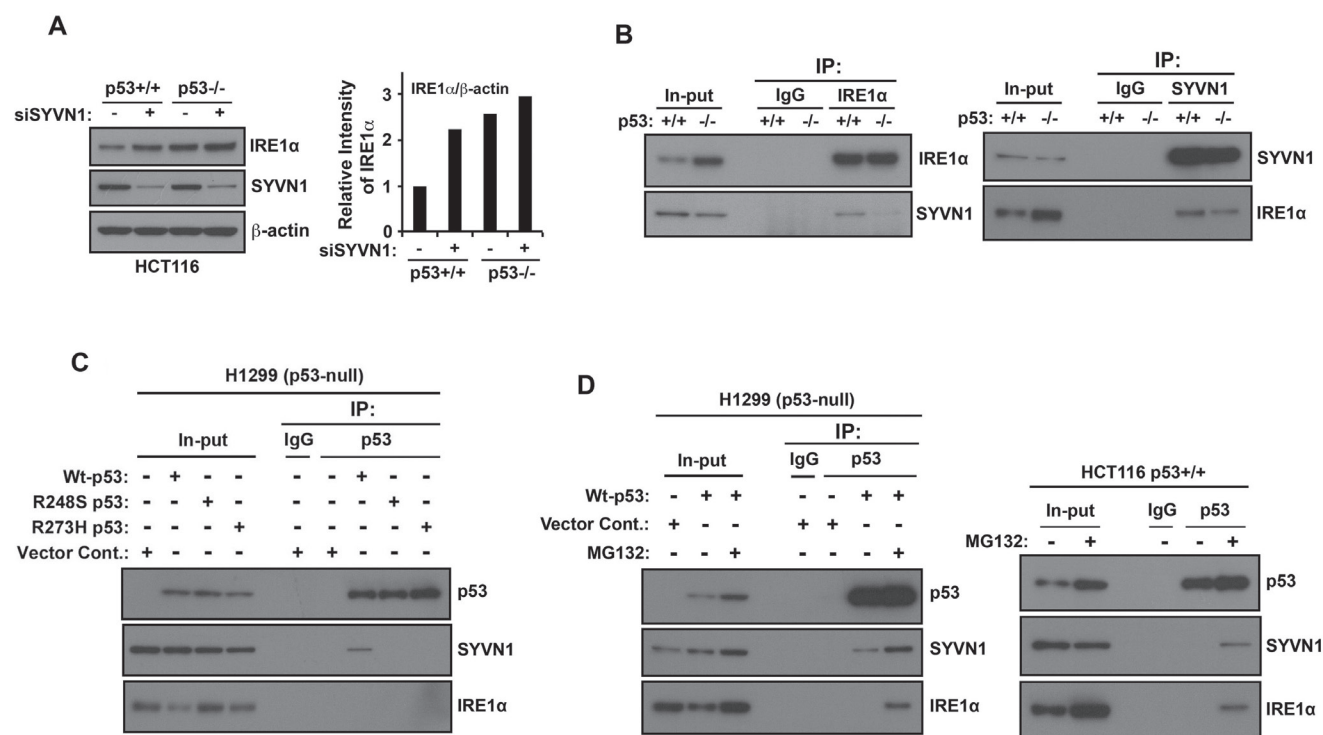 A
p53+/+ p53-/-
siSYVN1: - + - +
IRE1α
SYVN1
β-actin
HCT116
Relative Intensity
of IRE1α
IRE1α/β-actin
3
2
1
0
siSYVN1: - + - +
p53+/+ p53-/-
B
IP:
In-put IgG IRE1α
p53: +/+ -/- +/+ -/- +/+ -/-
IRE1α
SYVN1
IP:
In-put IgG SYVN1
p53: +/+ -/- +/+ -/- +/+ -/-
SYVN1
IRE1α
C
H1299 (p53-null)
IP:
In-put IgG p53
Wt-p53: - + - - - - + - -
R248S p53: - - + - - - - + -
R273H p53: - - - + - - - - +
Vector Cont.: + - - - + + - - -
p53
SYVN1
IRE1α
D
H1299 (p53-null)
IP:
In-put IgG p53
Wt-p53: - + + - - + +
Vector Cont.: + - - + + - -
MG132: - - + - - - +
p53
SYVN1
IRE1α
HCT116 p53+/+
In-put IgG p53
MG132: - + - - +
p53
SYVN1
IRE1α